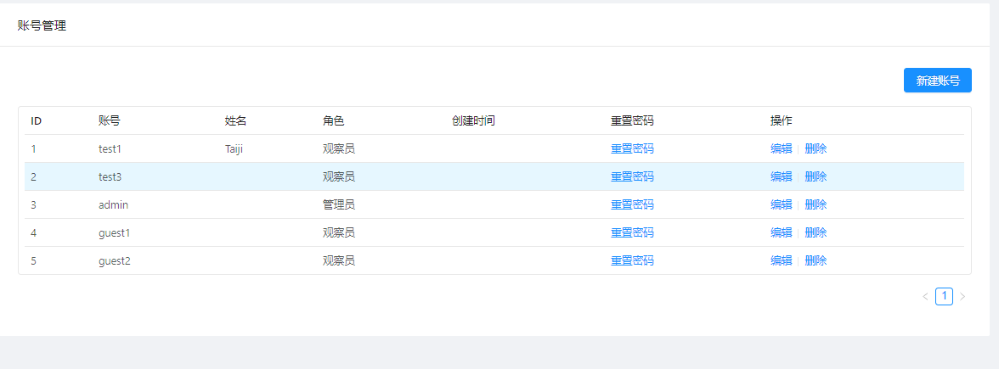 账号管理
新建账号
ID 账号 姓名 角色 创建时间 重置密码 操作
1 test1 Taiji 观察员 重置密码 编辑 | 删除
2 test3 观察员 重置密码 编辑 | 删除
3 admin 管理员 重置密码 编辑 | 删除
4 guest1 观察员 重置密码 编辑 | 删除
5 guest2 观察员 重置密码 编辑 | 删除
< 1 >